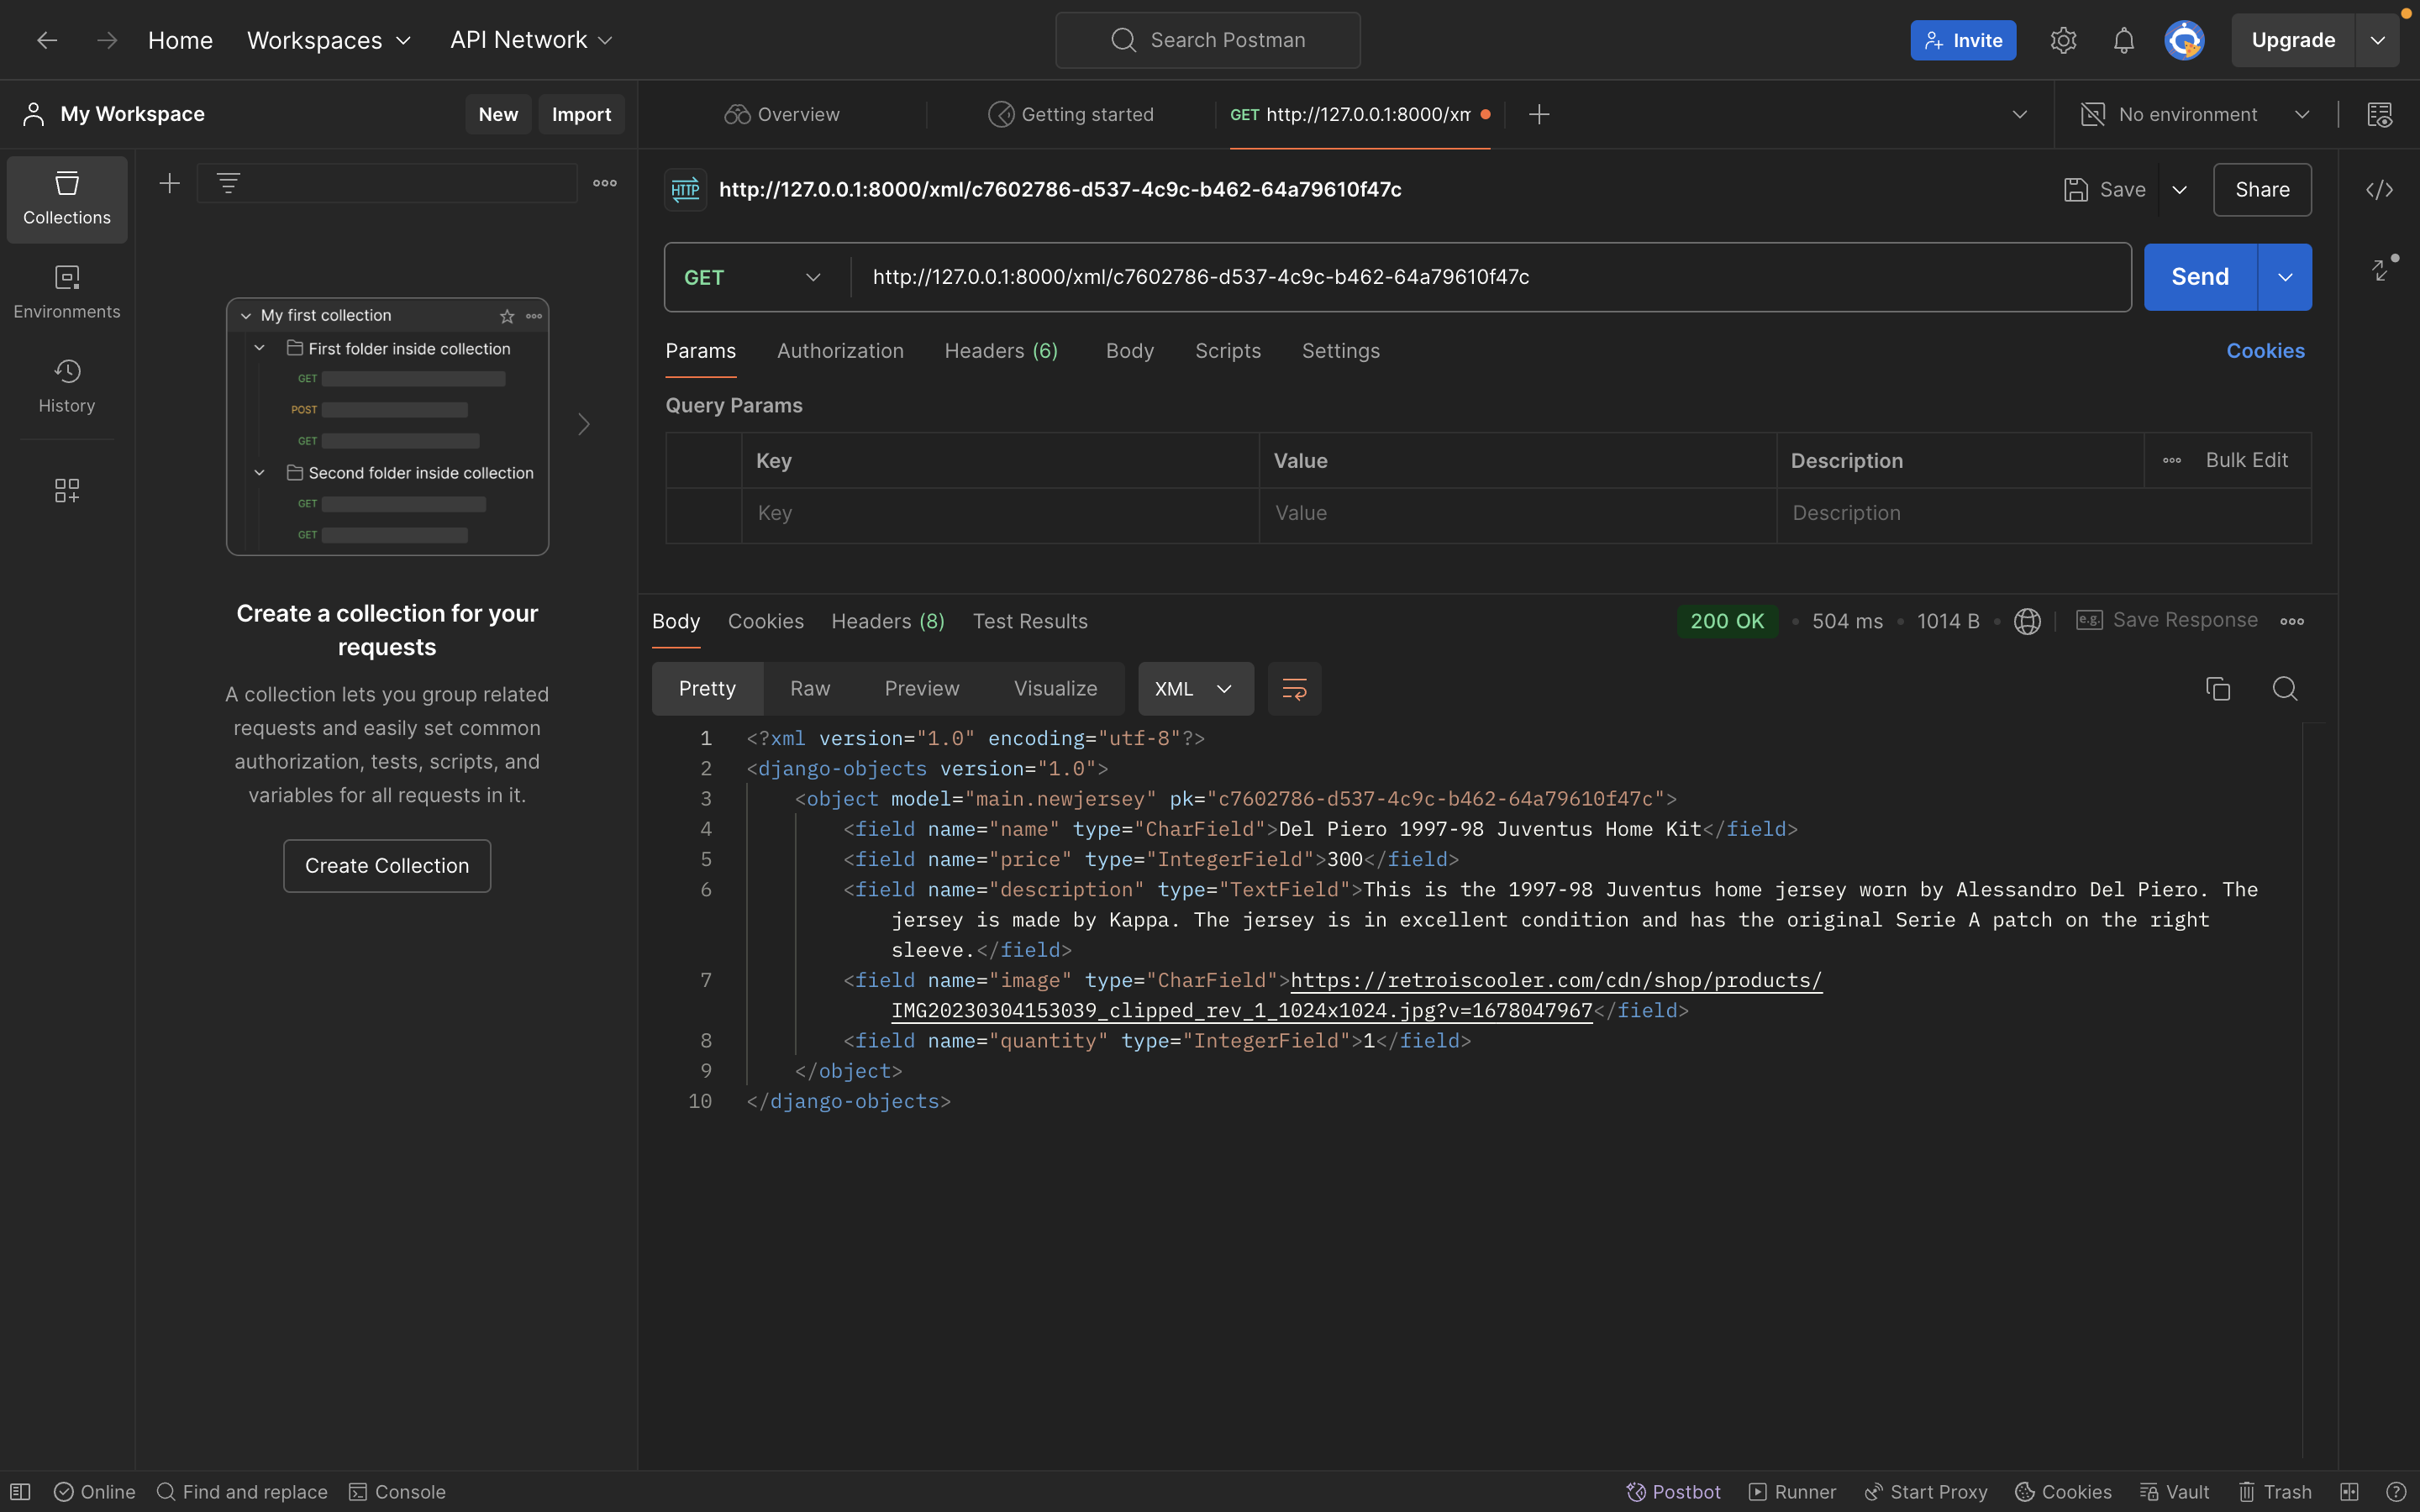 Home Workspaces API Network Search Postman Invite Upgrade
My Workspace New Import Overview Getting started GET http://127.0.0.1:8000/xm No environment
Collections
Environments
History
My first collection
First folder inside collection
GET
POST
GET
Second folder inside collection
GET
GET
Create a collection for your
requests
A collection lets you group related
requests and easily set common
authorization, tests, scripts, and
variables for all requests in it.
Create Collection
HTTP http://127.0.0.1:8000/xml/c7602786-d537-4c9c-b462-64a79610f47c Save Share
GET http://127.0.0.1:8000/xml/c7602786-d537-4c9c-b462-64a79610f47c Send
Params Authorization Headers (6) Body Scripts Settings Cookies
Query Params
Key Value Description Bulk Edit
Key Value Description
Body Cookies Headers (8) Test Results 200 OK 504 ms 1014 B e.g. Save Response
Pretty Raw Preview Visualize XML
1 <?xml version="1.0" encoding="utf-8"?>
2 <django-objects version="1.0">
3 <object model="main.newjersey" pk="c7602786-d537-4c9c-b462-64a79610f47c">
4 <field name="name" type="CharField">Del Piero 1997-98 Juventus Home Kit</field>
5 <field name="price" type="IntegerField">300</field>
6 <field name="description" type="TextField">This is the 1997-98 Juventus home jersey worn by Alessandro Del Piero. The
jersey is made by Kappa. The jersey is in excellent condition and has the original Serie A patch on the right
sleeve.</field>
7 <field name="image" type="CharField">https://retroiscooler.com/cdn/shop/products/
IMG20230304153039_clipped_rev_1_1024x1024.jpg?v=1678047967</field>
8 <field name="quantity" type="IntegerField">1</field>
9 </object>
10 </django-objects>
Online Find and replace Console Postbot Runner Start Proxy Cookies Vault Trash